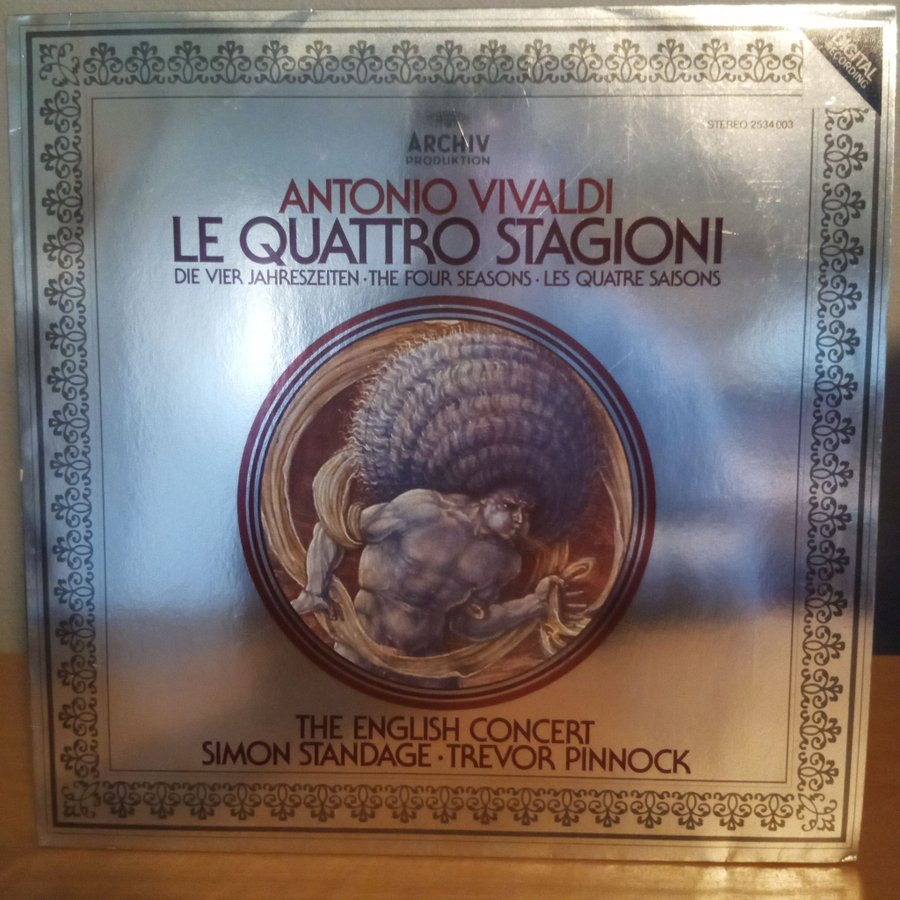 DIGITAL
RECORDING
STEREO 2534 003
ARCHIV
PRODUKTION
ANTONIO VIVALDI
LE QUATTRO STAGIONI
DIE VIER JAHRESZEITEN · THE FOUR SEASONS · LES QUATRE SAISONS
THE ENGLISH CONCERT
SIMON STANDAGE · TREVOR PINNOCK